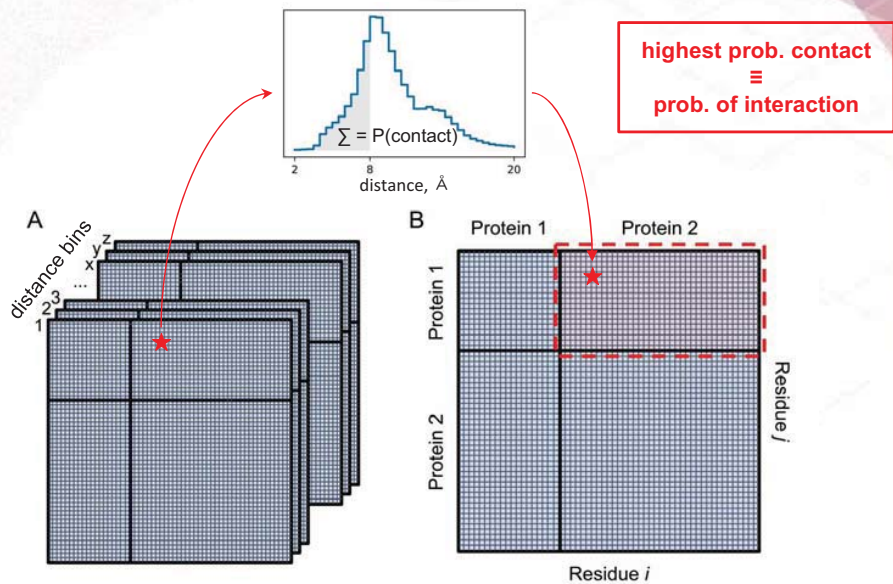 highest prob. contact
≡
prob. of interaction
∑ = P(contact)
2
8
20
distance, Å
A
distance bins
z
y
x
...
3
2
1
B
Protein 1
Protein 2
Protein 1
Protein 2
Residue j
Residue i